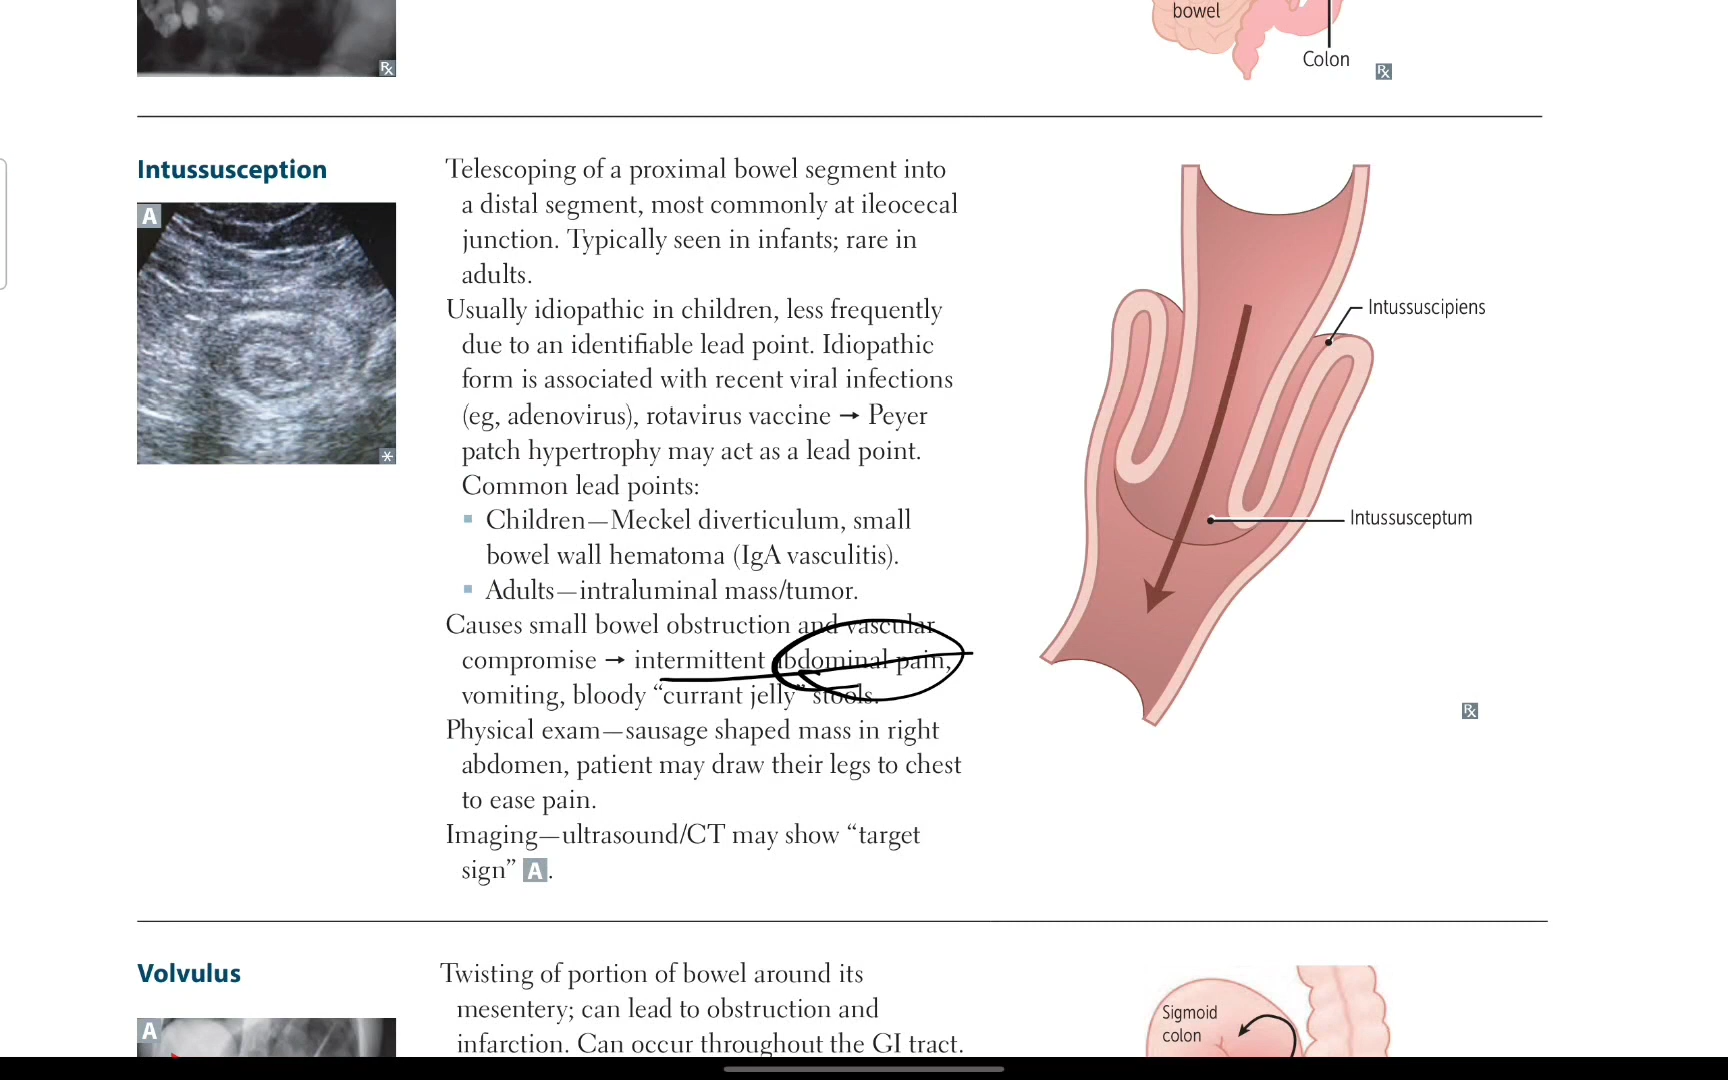 bowel
Colon
Rx
Rx
Intussusception
A
*
Telescoping of a proximal bowel segment into
a distal segment, most commonly at ileocecal
junction. Typically seen in infants; rare in
adults.
Usually idiopathic in children, less frequently
due to an identifiable lead point. Idiopathic
form is associated with recent viral infections
(eg, adenovirus), rotavirus vaccine → Peyer
patch hypertrophy may act as a lead point.
Common lead points:
▪ Children—Meckel diverticulum, small
bowel wall hematoma (IgA vasculitis).
▪ Adults—intraluminal mass/tumor.
Causes small bowel obstruction and vascular
compromise → intermittent abdominal pain,
vomiting, bloody “currant jelly” stools.
Physical exam—sausage shaped mass in right
abdomen, patient may draw their legs to chest
to ease pain.
Imaging—ultrasound/CT may show “target
sign” A.
Intussuscipiens
Intussusceptum
Rx
Volvulus
A
Twisting of portion of bowel around its
mesentery; can lead to obstruction and
infarction. Can occur throughout the GI tract.
Sigmoid
colon